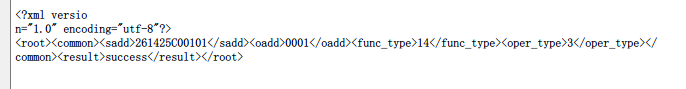 <?xml versio
n="1.0" encoding="utf-8"?>
<root><common><sadd>261425C00101</sadd><oadd>0001</oadd><func_type>14</func_type><oper_type>3</oper_type></
common><result>success</result></root>